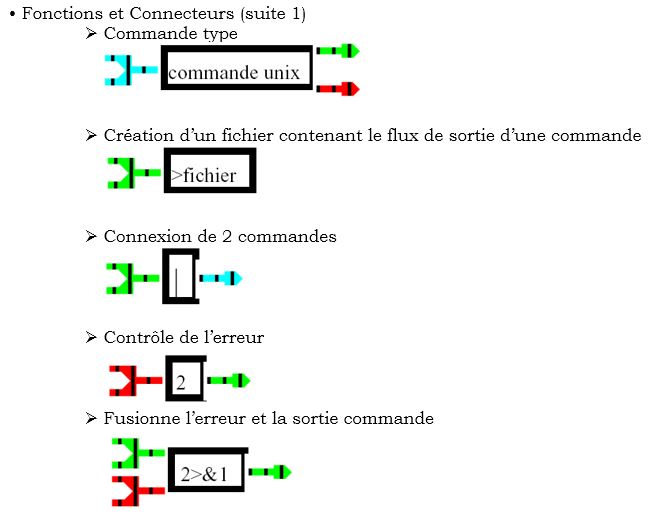 • Fonctions et Connecteurs (suite 1)
➢ Commande type
commande unix
➢ Création d'un fichier contenant le flux de sortie d'une commande
>fichier
➢ Connexion de 2 commandes
|
➢ Contrôle de l'erreur
2
➢ Fusionne l'erreur et la sortie commande
2>&1